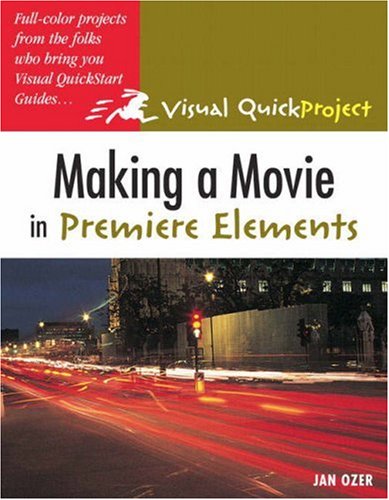 Full-color projects
from the folks
who bring you
Visual QuickStart
Guides...
Visual QuickProject
Making a Movie
in Premiere Elements
JAN OZER